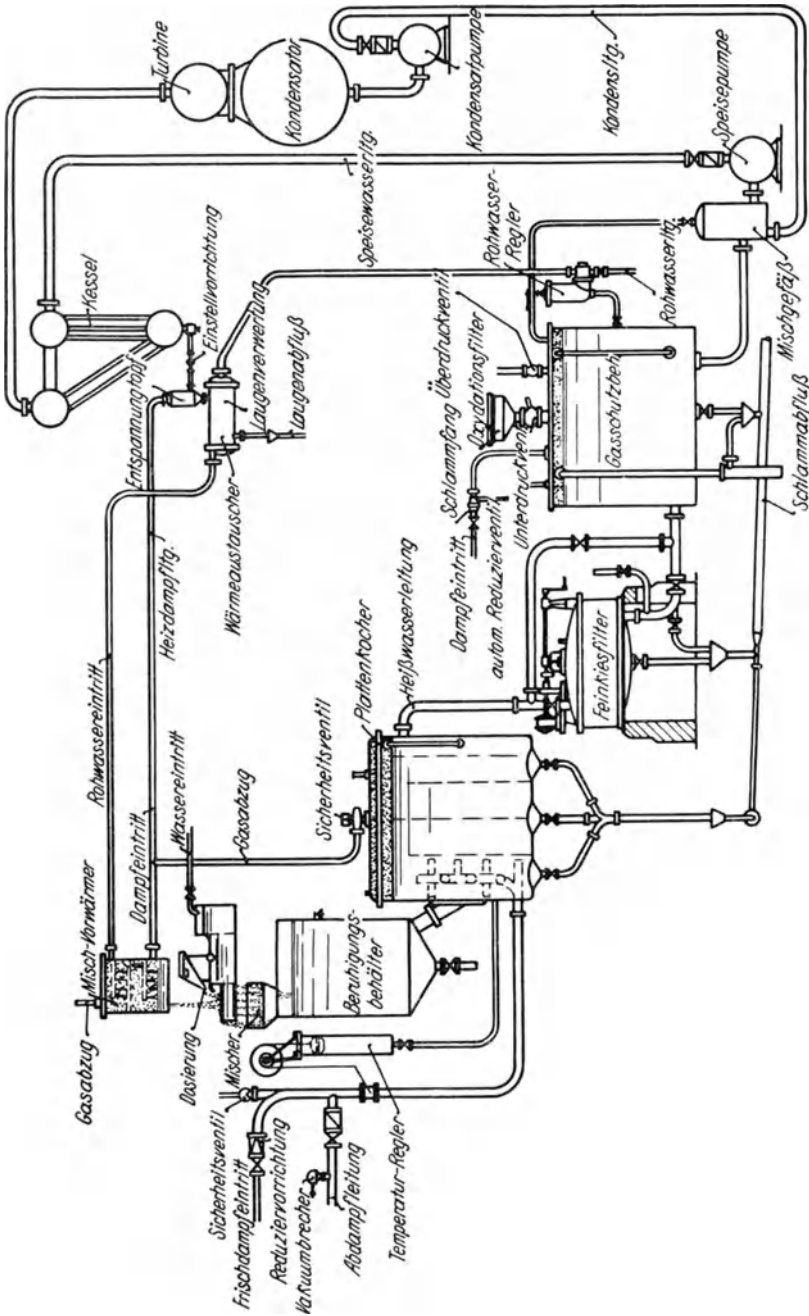 Gasabzug
Misch-Vorwärmer
Rohwassereintritt
Dampfeintritt
Wassereintritt
Dosierung
Mischer
Sicherheitsventil
Frischdampfeintritt
Reduziervorrichtung
Vakuumbrecher
Abdampfleitung
Temperatur-Regler
Beruhigungs-
behälter
Gasabzug
Sicherheitsventil
Plattenkocher
Heißwasserleitung
Heizdampfltg.
Wärmeaustauscher
Entspannungstopf
Kessel
Einstellvorrichtung
Laugenverwertung
Laugenabfluß
Turbine
Kondensator
Kondensatpumpe
Kondensltg.
Speisewasserltg.
Speisepumpe
Mischgefäß
Rohwasser-
Regler
Rohwasserltg.
Überdruckventil
Oxydationsfilter
Schlammfang
Unterdruckventil
Dampfeintritt
autom. Reduzierventil
Gasschutzbeh.
Feinkiesfilter
Schlammabfluß